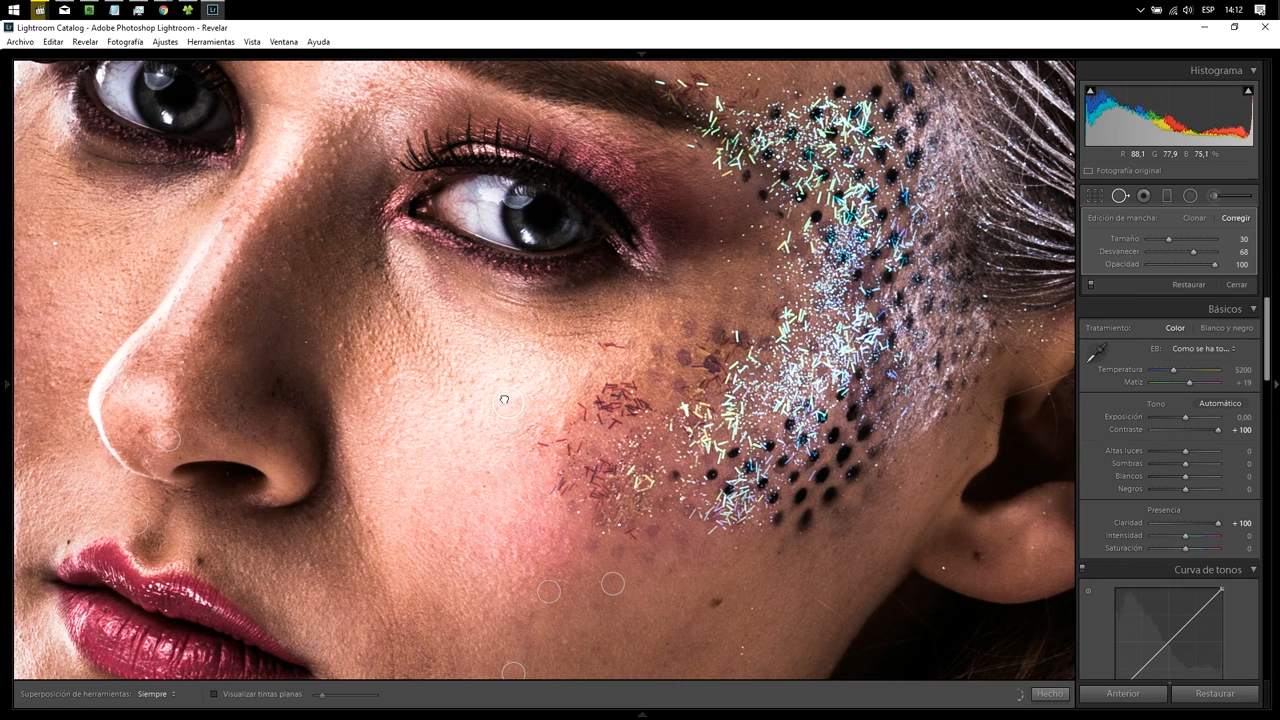 ESP 14:12
Lightroom Catalog - Adobe Photoshop Lightroom - Revelar
Archivo Editar Revelar Fotografía Ajustes Herramientas Vista Ventana Ayuda
Histograma
R 88,1 G 77,9 B 75,1 %
Fotografía original
Edición de mancha: Clonar Corregir
Tamaño 30
Desvanecer 68
Opacidad 100
Restaurar Cerrar
Básicos
Tratamiento: Color Blanco y negro
EB: Como se ha to...
Temperatura 5200
Matiz + 19
Tono Automático
Exposición 0,00
Contraste + 100
Altas luces 0
Sombras 0
Blancos 0
Negros 0
Presencia
Claridad + 100
Intensidad 0
Saturación 0
Curva de tonos
Superposición de herramientas: Siempre Visualizar tintas planas Hecho
Anterior Restaurar